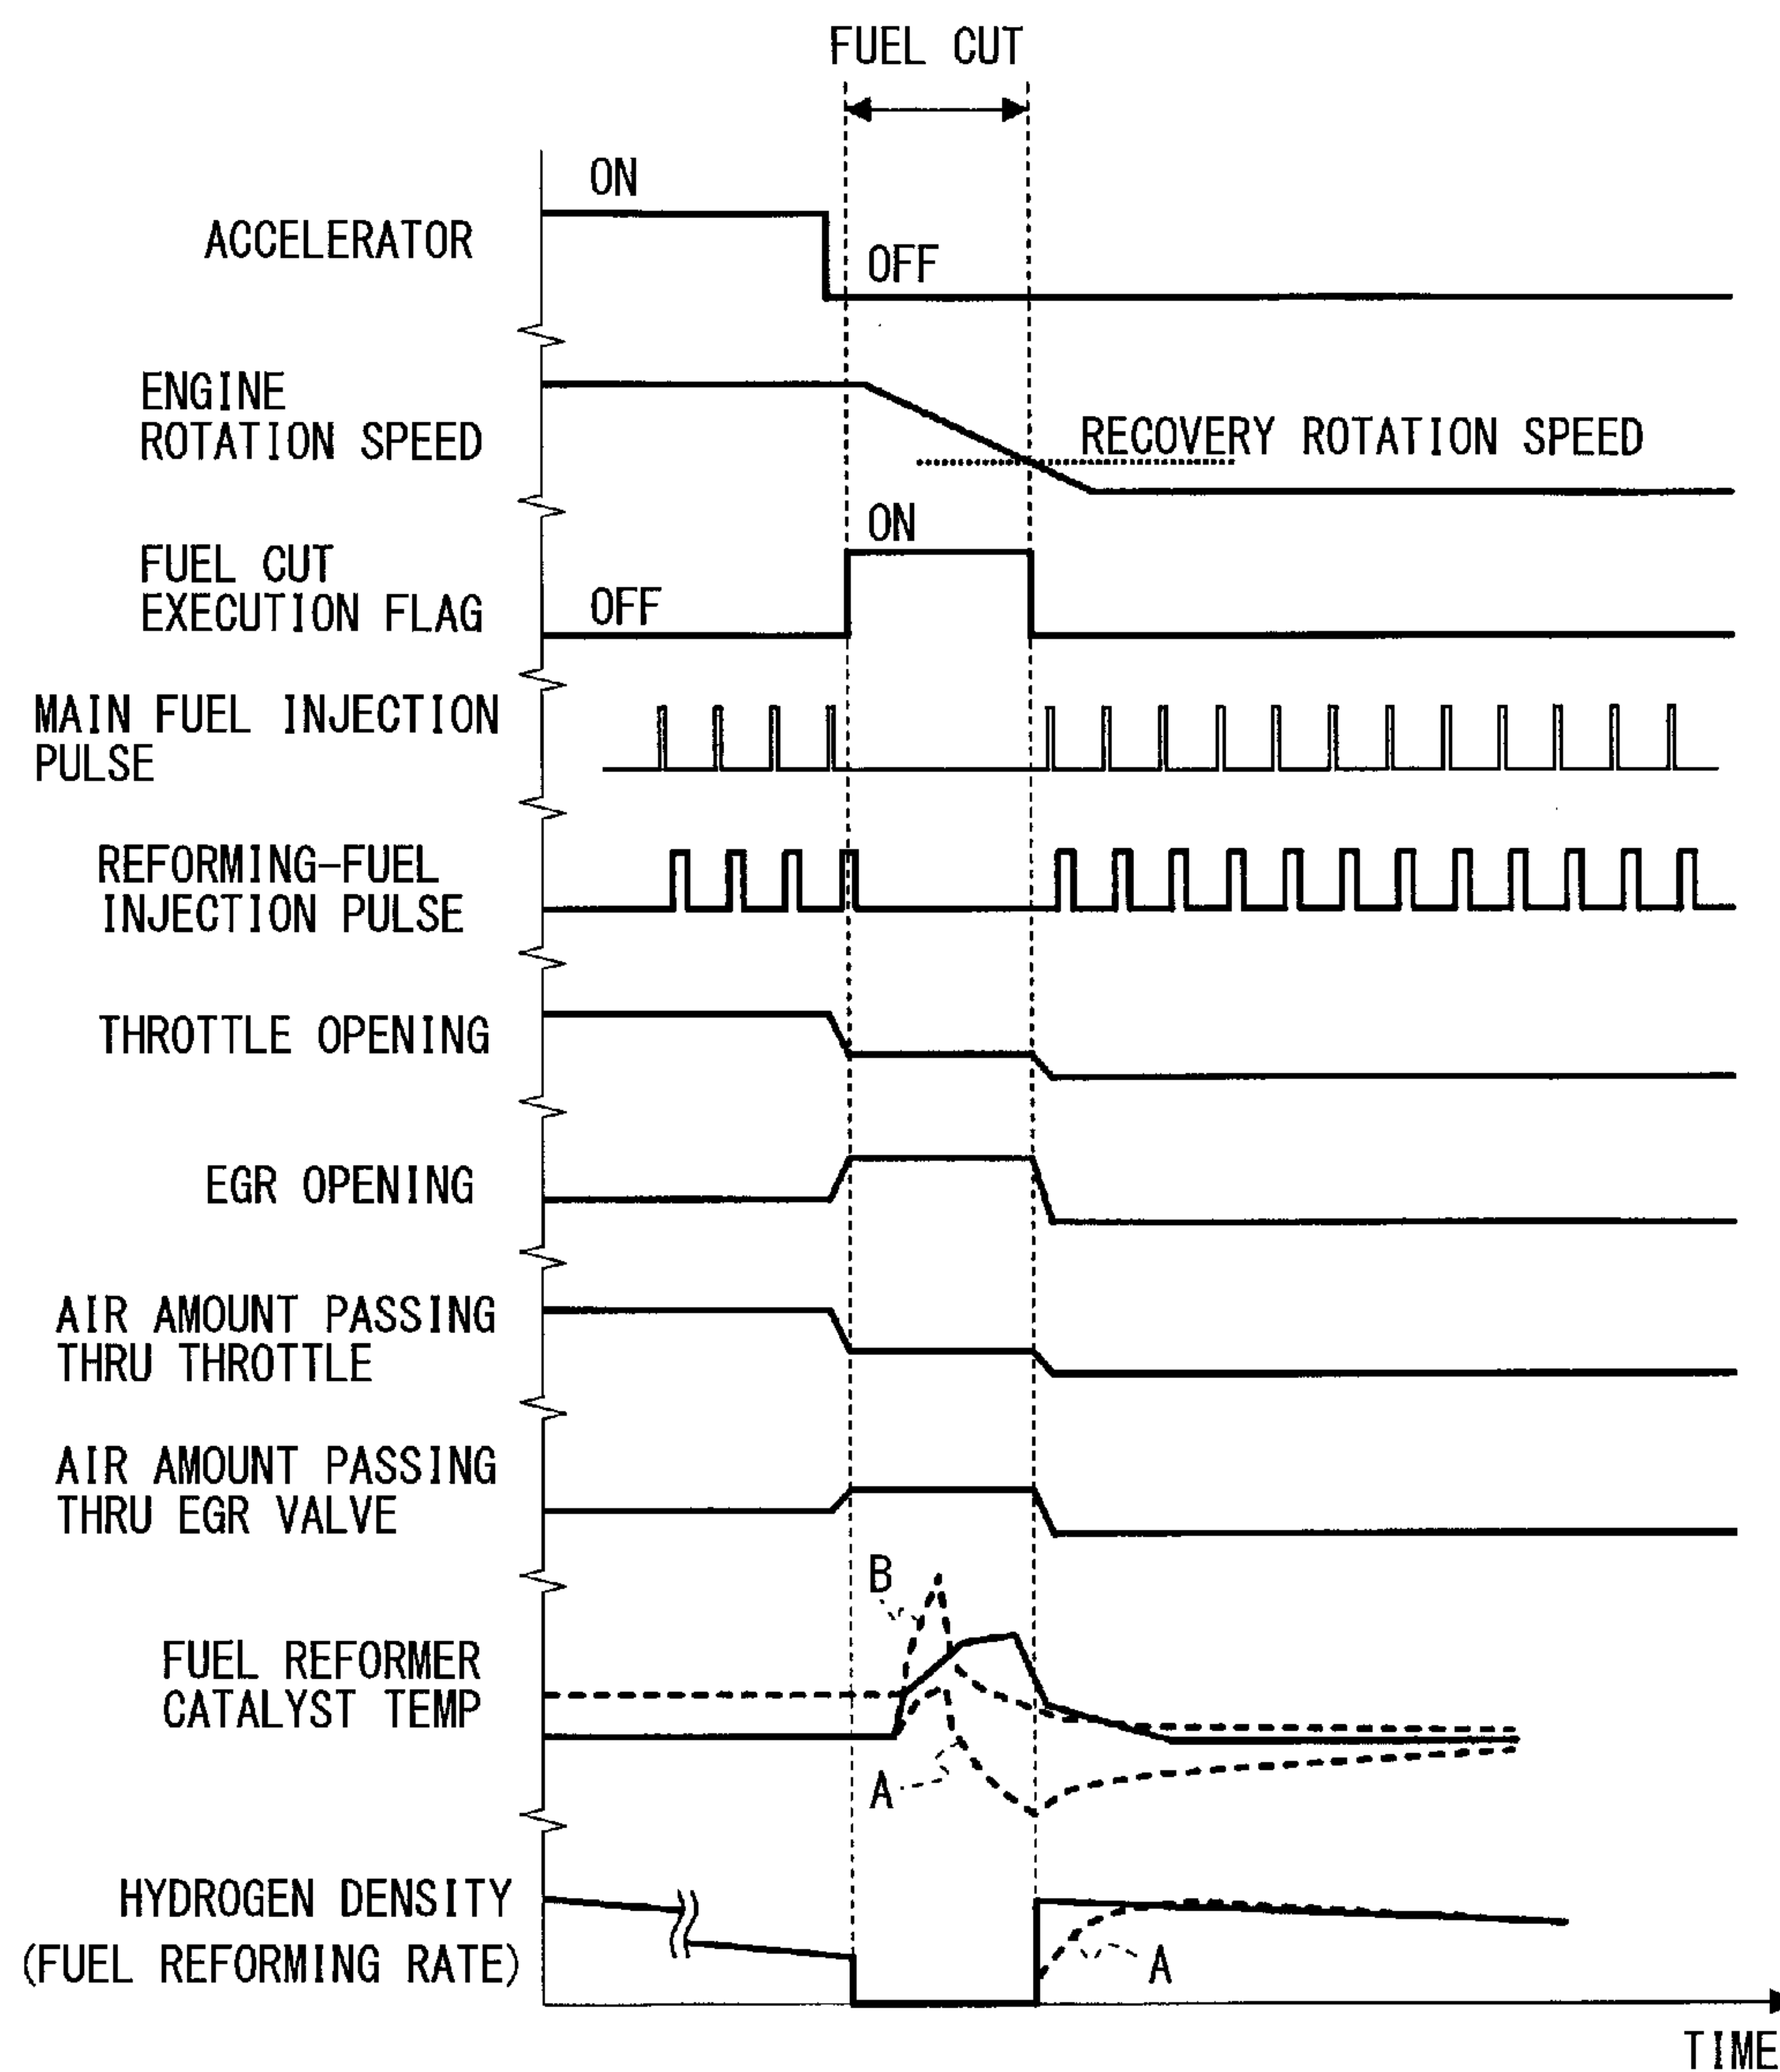 FUEL CUT
ON
ACCELERATOR
OFF
ENGINE
ROTATION SPEED
RECOVERY ROTATION SPEED
ON
FUEL CUT
EXECUTION FLAG
OFF
MAIN FUEL INJECTION
PULSE
REFORMING-FUEL
INJECTION PULSE
THROTTLE OPENING
EGR OPENING
AIR AMOUNT PASSING
THRU THROTTLE
AIR AMOUNT PASSING
THRU EGR VALVE
B
FUEL REFORMER
CATALYST TEMP
A
HYDROGEN DENSITY
(FUEL REFORMING RATE)
A
TIME